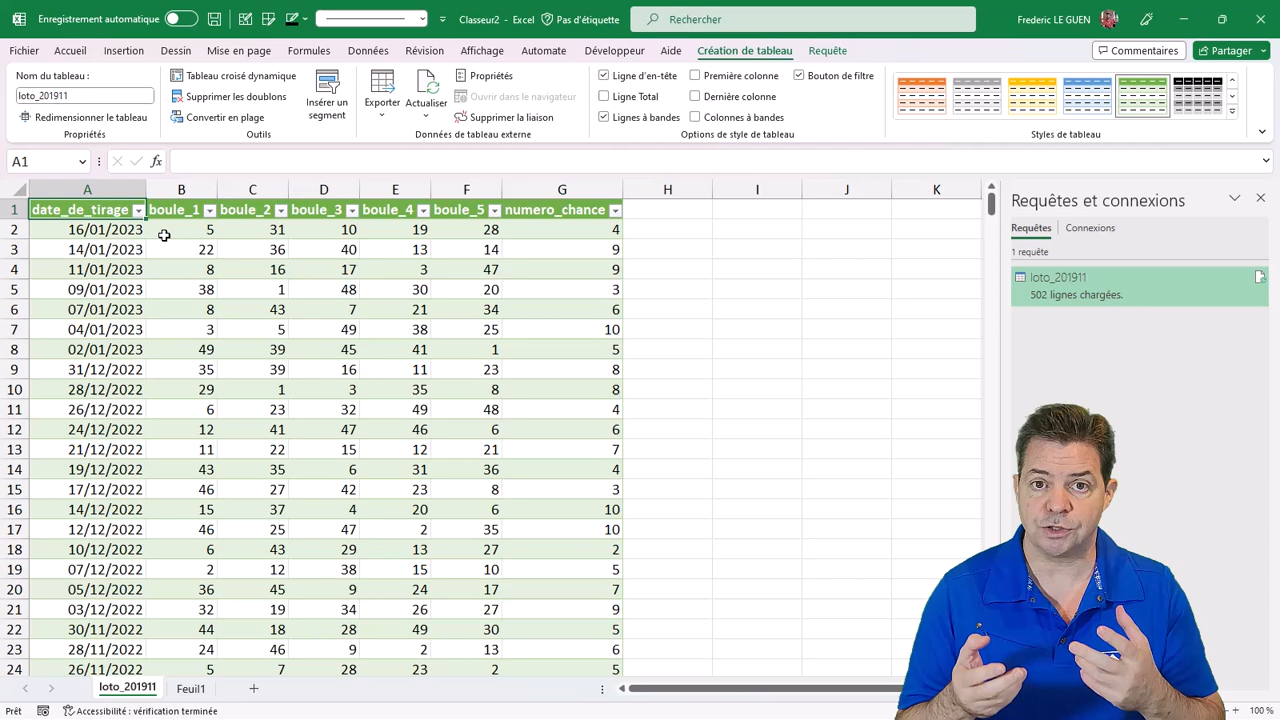 Enregistrement automatique
Classeur2 - Excel
Pas d'étiquette
Rechercher
Frederic LE GUEN
Fichier Accueil Insertion Dessin Mise en page Formules Données Révision Affichage Automate Développeur Aide Création de tableau Requête
Commentaires
Partager
Nom du tableau :
loto_201911
Redimensionner le tableau
Propriétés
Tableau croisé dynamique
Supprimer les doublons
Convertir en plage
Insérer un
segment
Outils
Exporter
Actualiser
Propriétés
Ouvrir dans le navigateur
Supprimer la liaison
Données de tableau externe
Ligne d'en-tête
Première colonne
Bouton de filtre
Ligne Total
Dernière colonne
Lignes à bandes
Colonnes à bandes
Options de style de tableau
Styles de tableau
A1
fx
A B C D E F G H I J K
1 date_de_tirage boule_1 boule_2 boule_3 boule_4 boule_5 numero_chance
2 16/01/2023 5 31 10 19 28 4
3 14/01/2023 22 36 40 13 14 9
4 11/01/2023 8 16 17 3 47 9
5 09/01/2023 38 1 48 30 20 3
6 07/01/2023 8 43 7 21 34 6
7 04/01/2023 3 5 49 38 25 10
8 02/01/2023 49 39 45 41 1 5
9 31/12/2022 35 39 16 11 23 8
10 28/12/2022 29 1 3 35 8 8
11 26/12/2022 6 23 32 49 48 4
12 24/12/2022 12 41 47 46 6 6
13 21/12/2022 11 22 15 12 21 7
14 19/12/2022 43 35 6 31 36 4
15 17/12/2022 46 27 42 23 8 3
16 14/12/2022 15 37 4 20 6 10
17 12/12/2022 46 25 47 2 35 10
18 10/12/2022 6 43 29 13 27 2
19 07/12/2022 2 12 38 15 10 5
20 05/12/2022 36 45 9 24 17 7
21 03/12/2022 32 19 34 26 27 9
22 30/11/2022 44 18 28 49 30 5
23 28/11/2022 24 46 9 2 13 6
24 26/11/2022 5 7 28 23 2 5
Requêtes et connexions
Requêtes Connexions
1 requête
loto_201911
502 lignes chargées.
loto_201911 Feuil1
Prêt
Accessibilité : vérification terminée
100 %